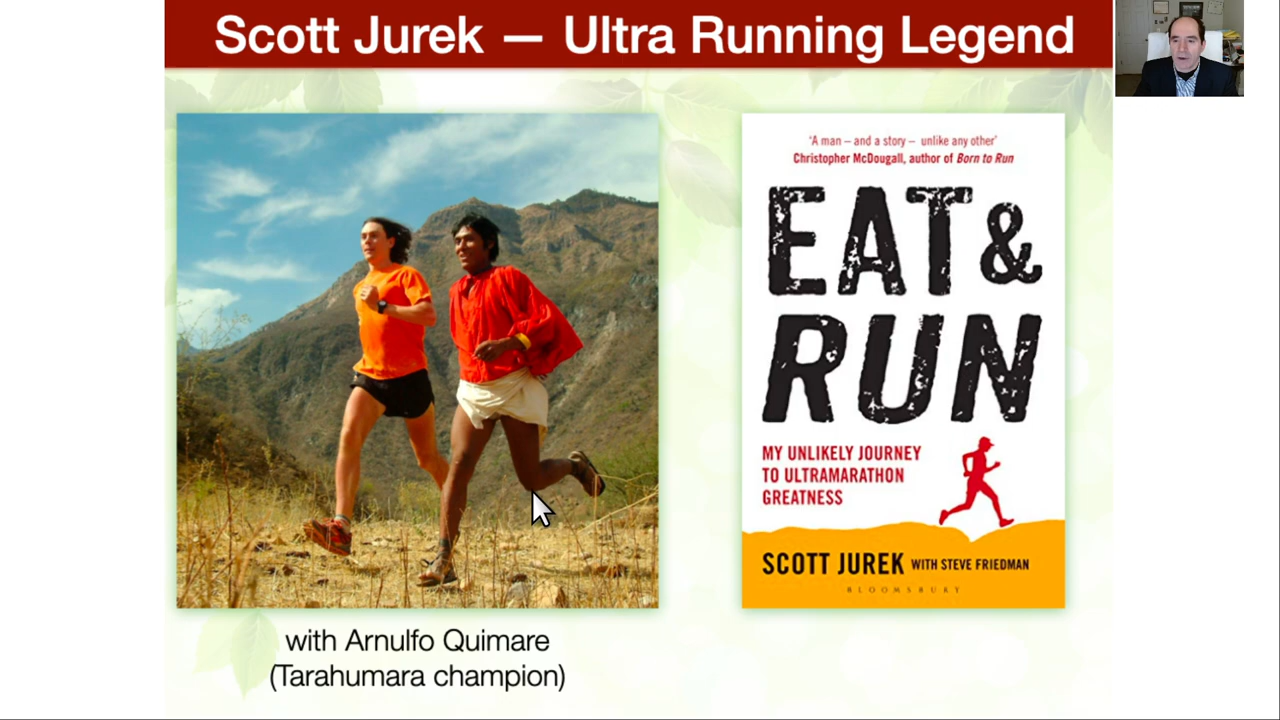 Scott Jurek — Ultra Running Legend
'A man – and a story – unlike any other'
Christopher McDougall, author of Born to Run
EAT &
RUN
MY UNLIKELY JOURNEY
TO ULTRAMARATHON
GREATNESS
SCOTT JUREK WITH STEVE FRIEDMAN
BLOOMSBURY
with Arnulfo Quimare
(Tarahumara champion)